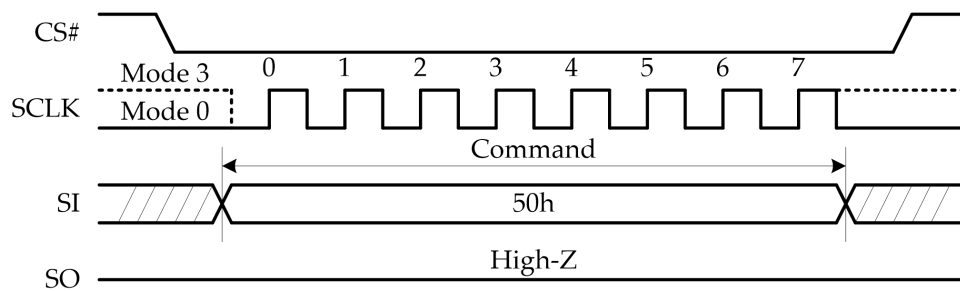 CS#
0 1 2 3 4 5 6 7
Mode 3
SCLK
Mode 0
Command
SI
50h
High-Z
SO